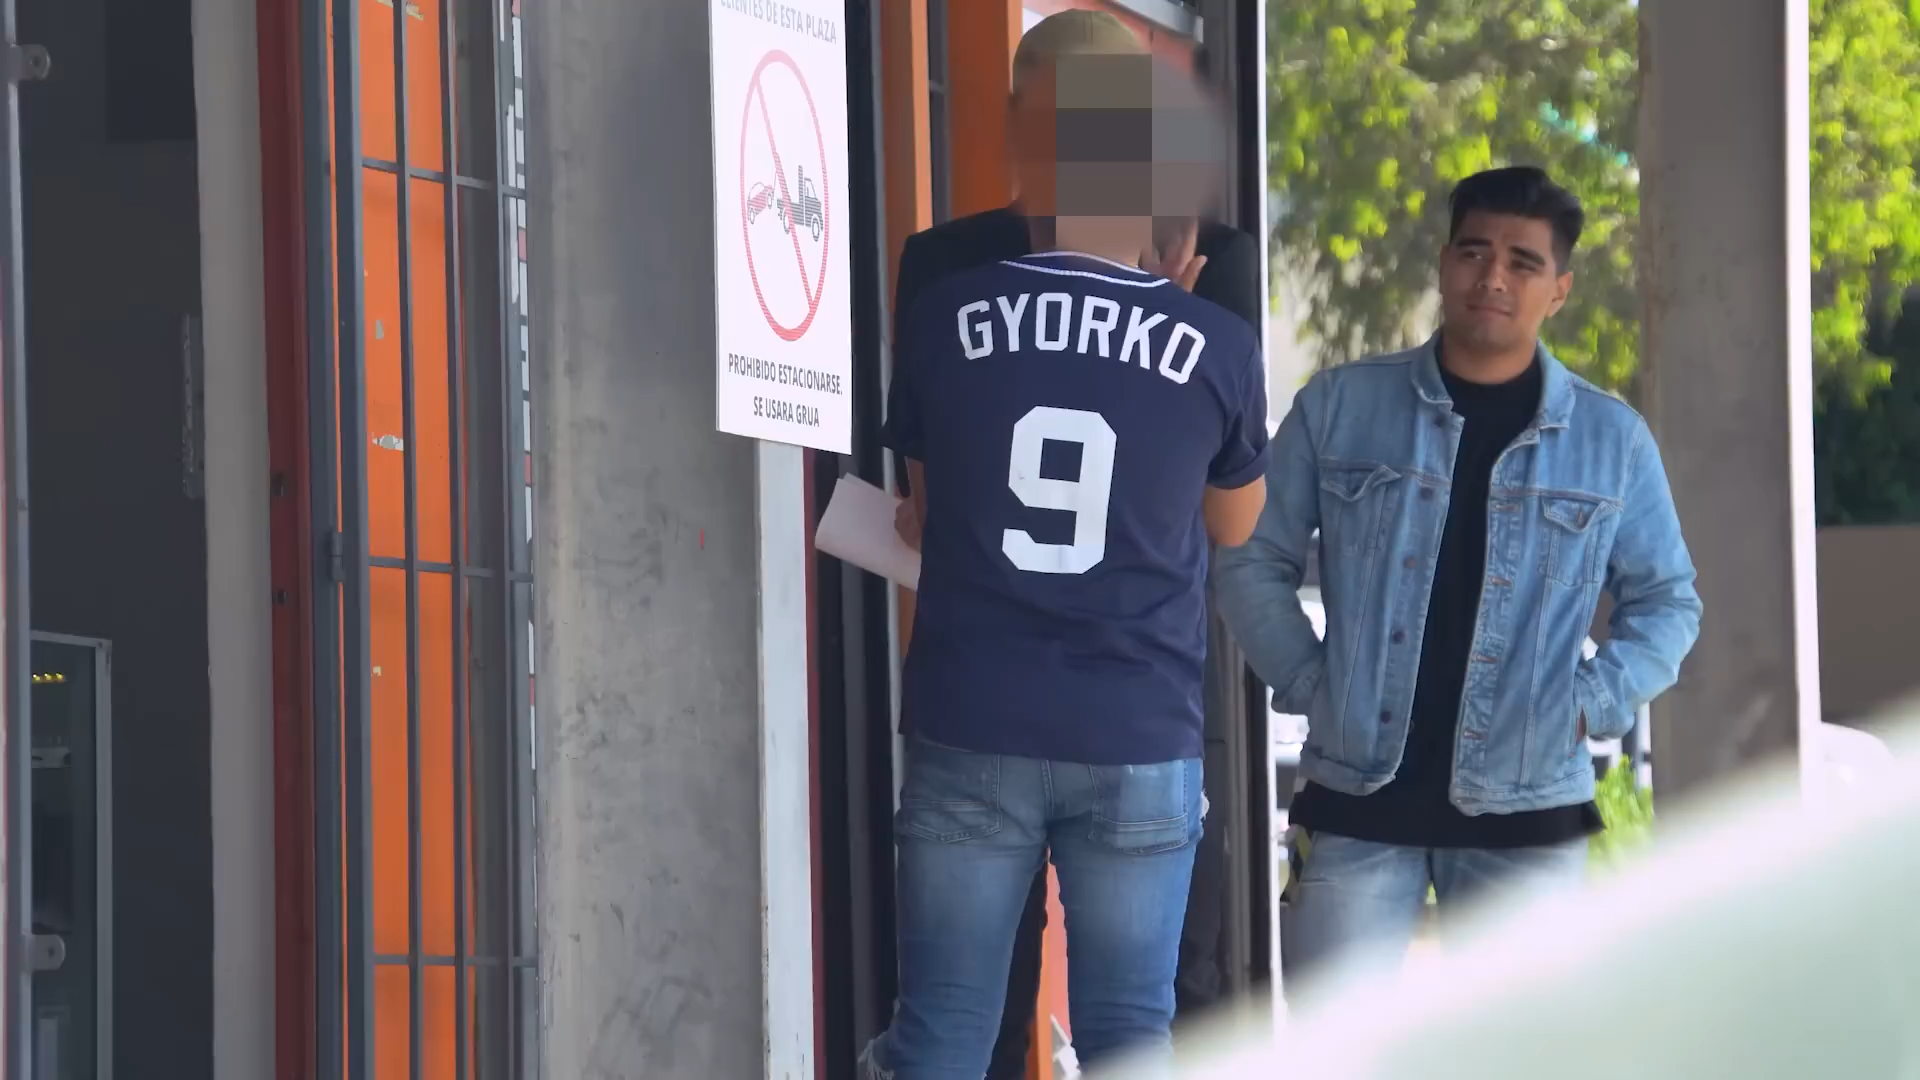 CLIENTES DE ESTA PLAZA
PROHIBIDO ESTACIONARSE.
SE USARA GRUA
GYORKO
9